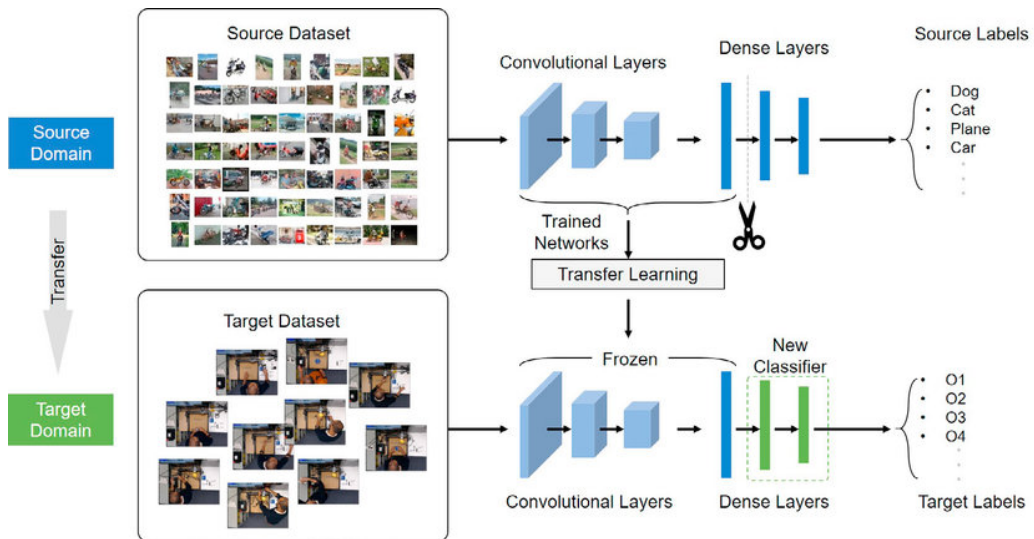 Source Dataset
Convolutional Layers
Dense Layers
Source Labels
• Dog
• Cat
• Plane
• Car
Source
Domain
Trained
Networks
Transfer Learning
Transfer
Target Dataset
Frozen
New
Classifier
• O1
• O2
• O3
• O4
Target
Domain
Convolutional Layers
Dense Layers
Target Labels